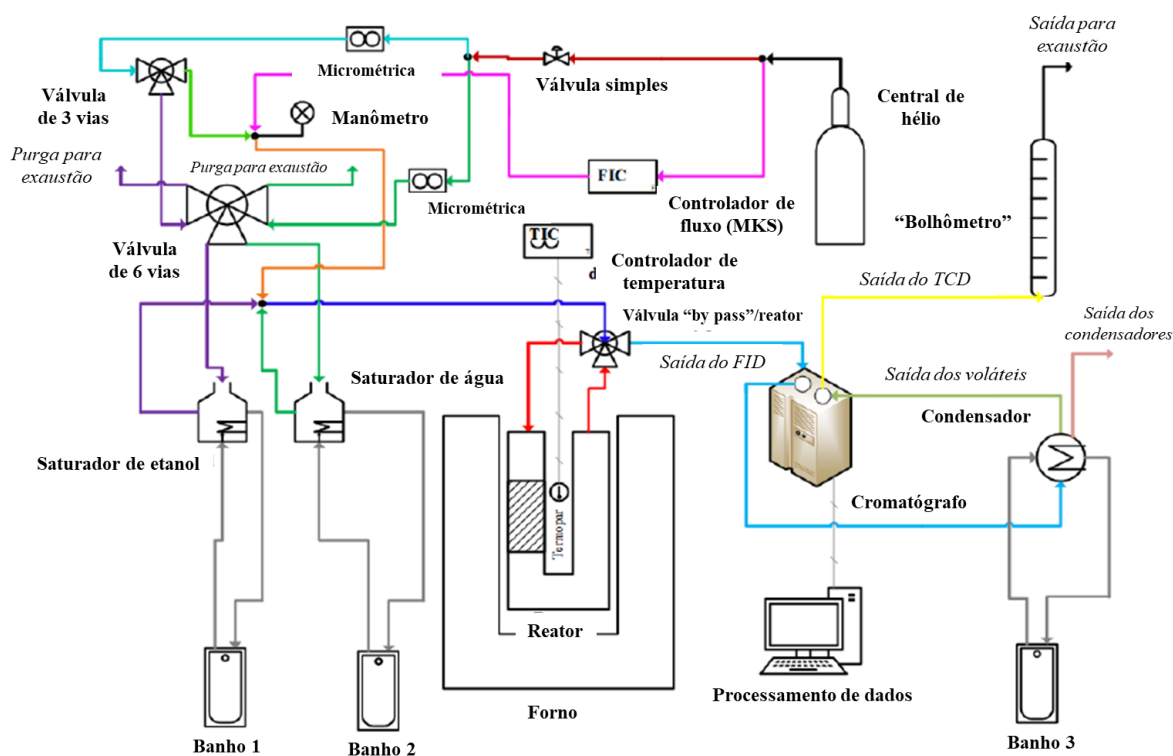 Saída para
exaustão
Micrométrica
Válvula simples
Central de
hélio
Válvula
de 3 vias
Manômetro
Purga para
exaustão
Purga para exaustão
FIC
Micrométrica
Controlador de
fluxo (MKS)
“Bolhômetro”
Válvula
de 6 vias
TIC
d
Controlador de
temperatura
Saída do TCD
Válvula “by pass”/reator
Saída dos
condensadores
Saída do FID
Saturador de água
Saída dos voláteis
Condensador
Saturador de etanol
Cromatógrafo
Termopar
Reator
Processamento de dados
Forno
Banho 1
Banho 2
Banho 3